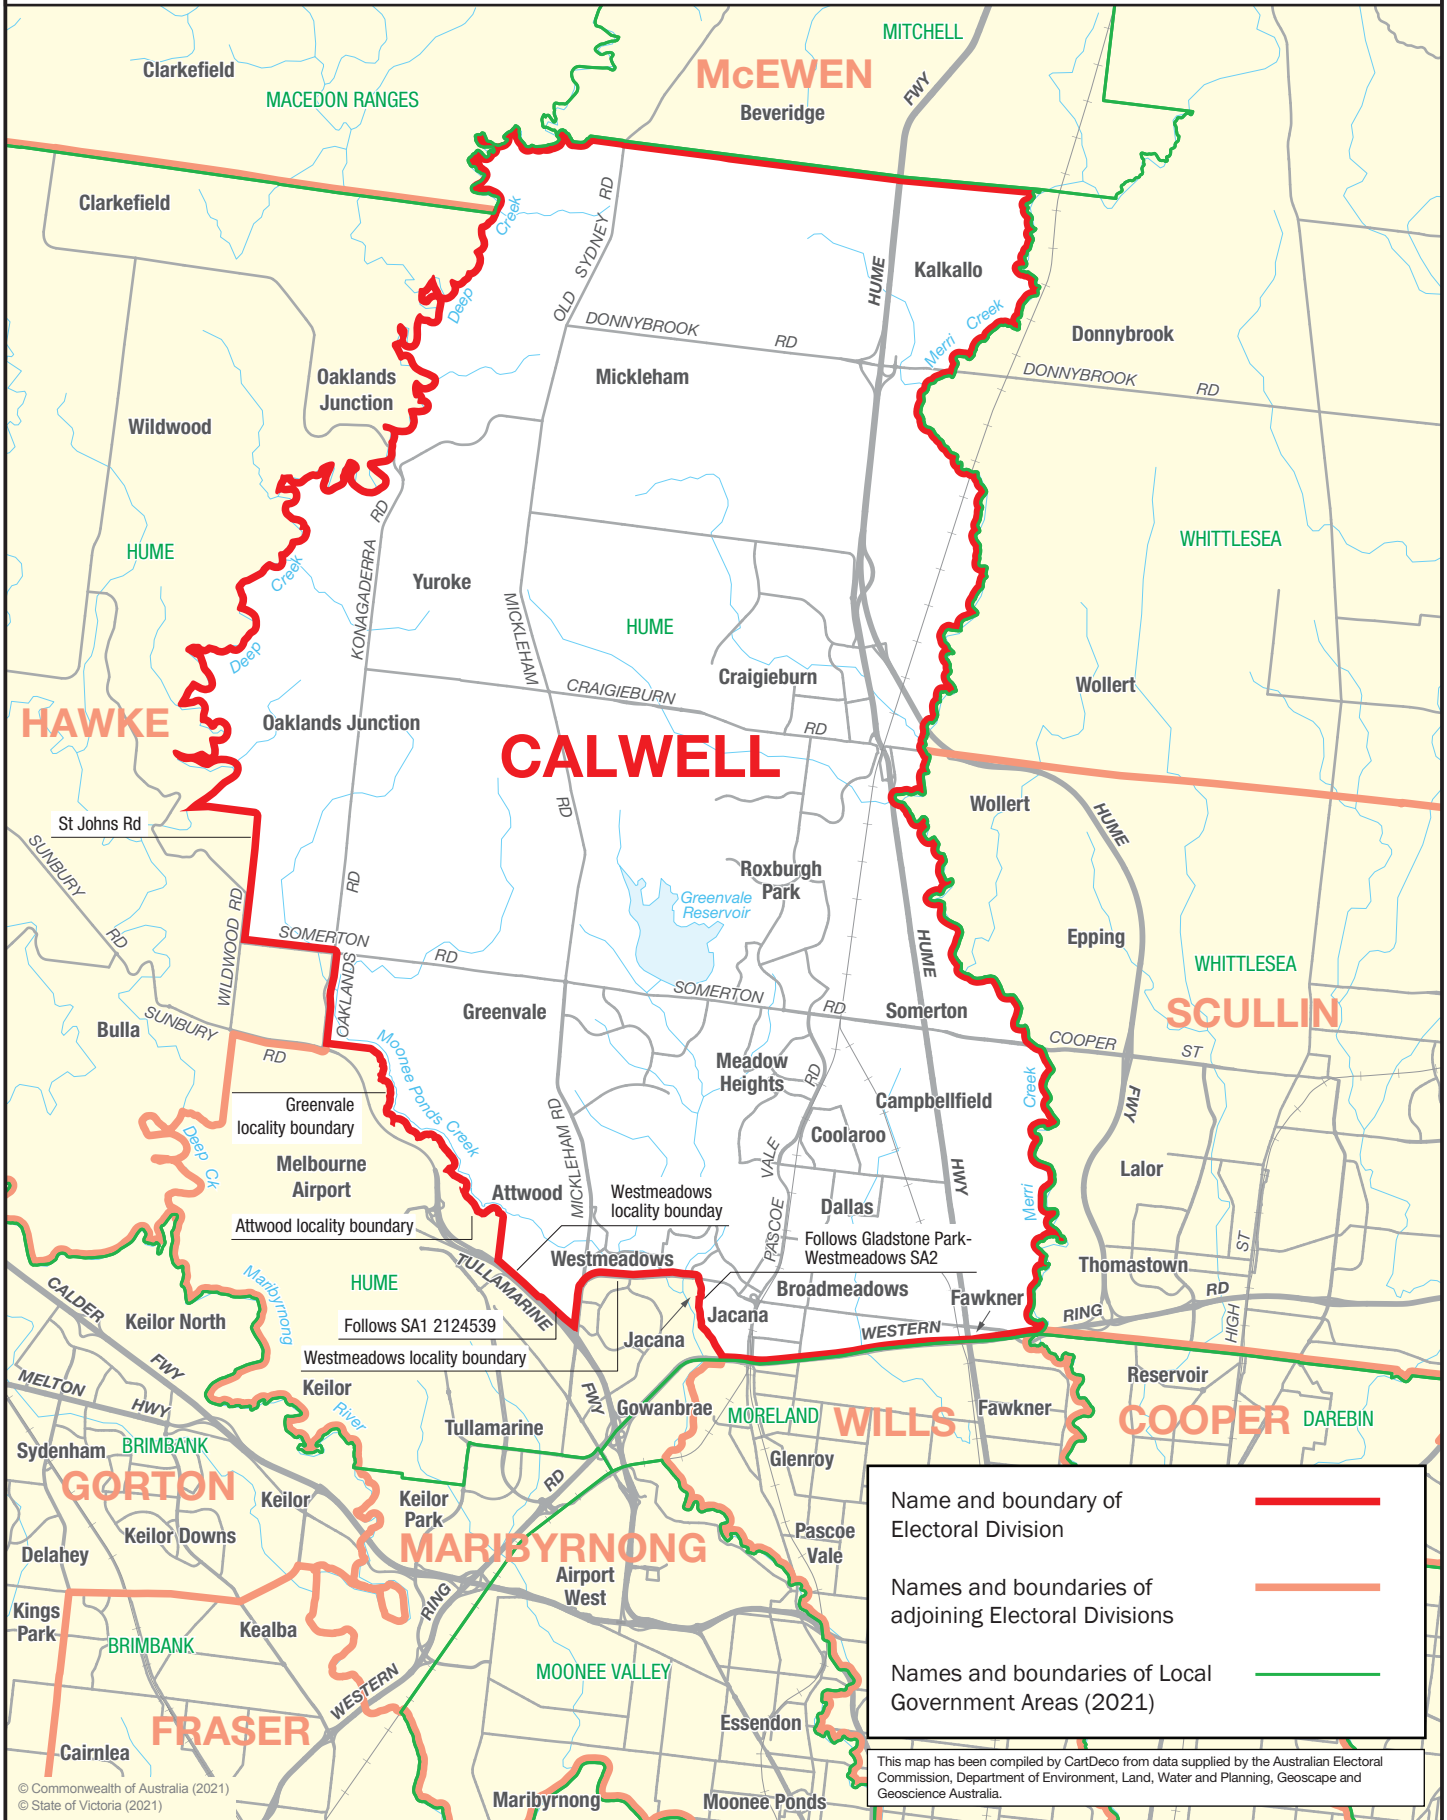 MITCHELL
Clarkefield
McEWEN
MACEDON RANGES
Beveridge
FWY
Clarkefield
Creek
OLD SYDNEY RD
HUME
Kalkallo
Deep
DONNYBROOK RD
Merri Creek
Donnybrook
Oaklands
Junction
Mickleham
DONNYBROOK RD
Wildwood
RD
HUME
WHITTLESEA
Creek
KONAGADERRA
Yuroke
MICKLEHAM
HUME
Deep
Craigieburn
Wollert
CRAIGIEBURN RD
HAWKE
Oaklands Junction
CALWELL
RD
Wollert
HUME
St Johns Rd
SUNBURY RD
Roxburgh
Park
RD
Greenvale
Reservoir
WILDWOOD RD
SOMERTON RD
HUME
Epping
WHITTLESEA
OAKLANDS
SOMERTON RD
SCULLIN
Greenvale
Somerton
Bulla
SUNBURY RD
Moonee Ponds Creek
COOPER ST
Meadow
Heights
RD
Creek
FWY
Greenvale
locality boundary
MICKLEHAM RD
Campbellfield
Deep Ck
Coolaroo
VALE
Melbourne
Airport
HWY
Lalor
Attwood
Westmeadows
locality bounday
Merri
Dallas
Attwood locality boundary
PASCOE
Follows Gladstone Park-
Westmeadows SA2
ST
TULLAMARINE
Westmeadows
Thomastown
HUME
Maribyrnong
Broadmeadows
CALDER
Fawkner
RING RD
Keilor North
Follows SA1 2124539
Jacana
Jacana
WESTERN
HIGH
Westmeadows locality boundary
FWY
MELTON HWY
Keilor
FWY
Reservoir
River
Gowanbrae
MORELAND
WILLS
Fawkner
COOPER
DAREBIN
Tullamarine
Sydenham
BRIMBANK
Glenroy
GORTON
RD
Keilor
Keilor
Park
Name and boundary of
Electoral Division
Keilor Downs
Pascoe
Vale
MARIBYRNONG
Delahey
Airport
West
Names and boundaries of
adjoining Electoral Divisions
RING
Kings
Park
Kealba
BRIMBANK
MOONEE VALLEY
Names and boundaries of Local
Government Areas (2021)
WESTERN
FRASER
Essendon
Cairnlea
This map has been compiled by CartDeco from data supplied by the Australian Electoral
Commission, Department of Environment, Land, Water and Planning, Geoscape and
Geoscience Australia.
© Commonwealth of Australia (2021)
© State of Victoria (2021)
Maribyrnong
Moonee Ponds